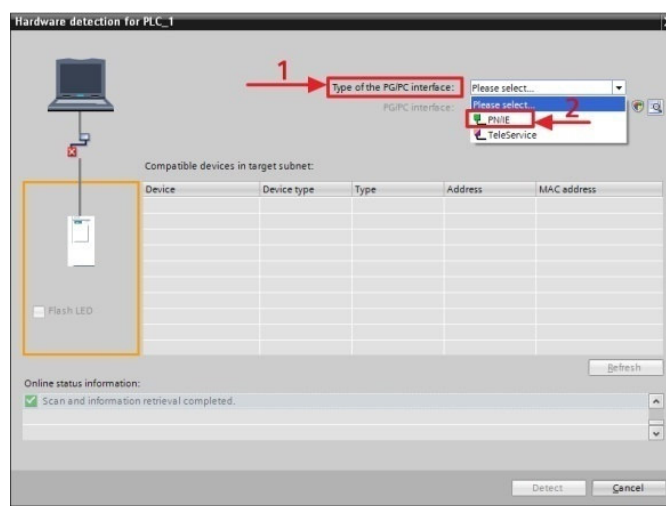 Hardware detection for PLC_1
1
Type of the PG/PC interface: Please select...
PG/PC interface: Please select...
PN/IE
2
TeleService
Compatible devices in target subnet:
Device Device type Type Address MAC address
Flash LED
Refresh
Online status information:
Scan and information retrieval completed.
Detect Cancel